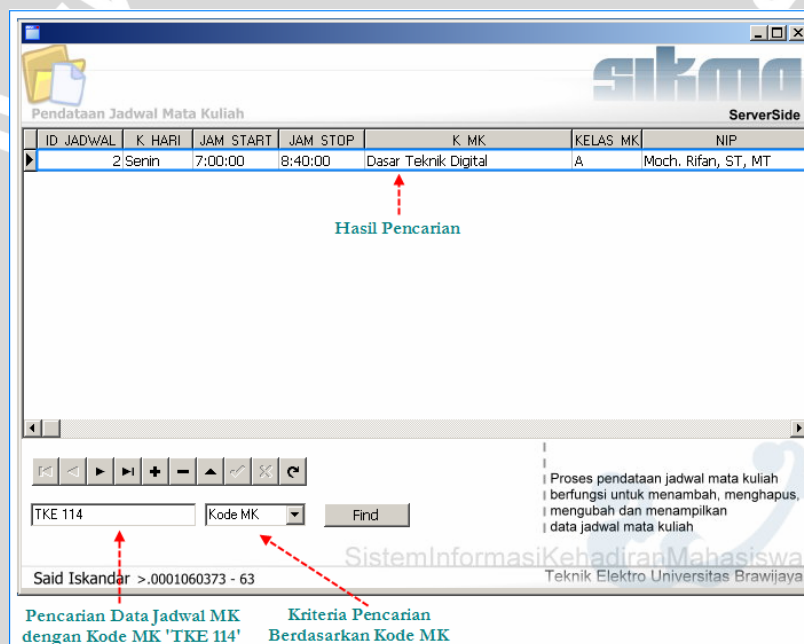 sikma
Pendataan Jadwal Mata Kuliah
ServerSide
ID JADWAL K HARI JAM START JAM STOP K MK KELAS MK NIP
2 Senin 7:00:00 8:40:00 Dasar Teknik Digital A Moch. Rifan, ST, MT
Hasil Pencarian
Proses pendataan jadwal mata kuliah
berfungsi untuk menambah, menghapus,
mengubah dan menampilkan
data jadwal mata kuliah
TKE 114 Kode MK Find
SistemInformasiKehadiranMahasiswa
Said Iskandar >.0001060373 - 63 Teknik Elektro Universitas Brawijaya
Pencarian Data Jadwal MK
dengan Kode MK 'TKE 114'
Kriteria Pencarian
Berdasarkan Kode MK